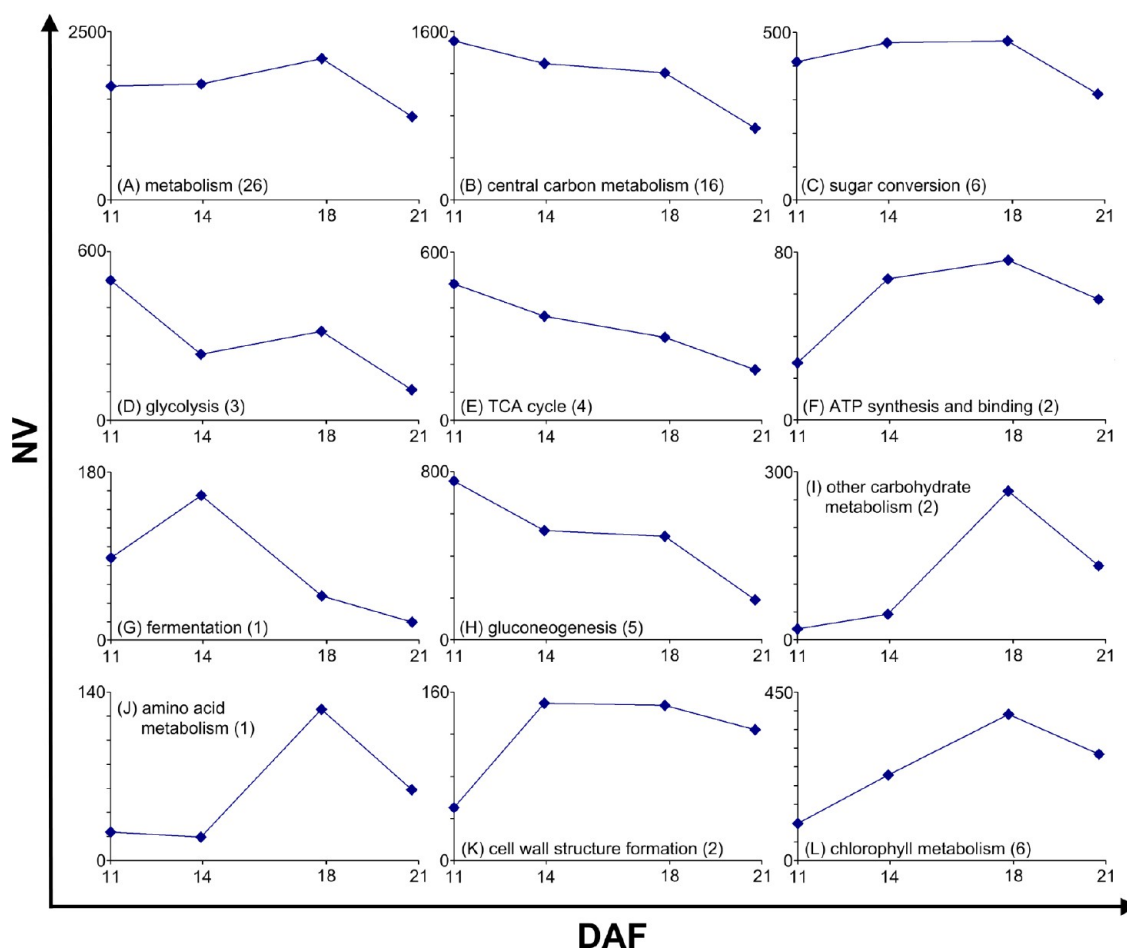 NV
2500
0
(A) metabolism (26)
11 14 18 21
1600
0
(B) central carbon metabolism (16)
11 14 18 21
500
0
(C) sugar conversion (6)
11 14 18 21
600
0
(D) glycolysis (3)
11 14 18 21
600
0
(E) TCA cycle (4)
11 14 18 21
80
0
(F) ATP synthesis and binding (2)
11 14 18 21
180
0
(G) fermentation (1)
11 14 18 21
800
0
(H) gluconeogenesis (5)
11 14 18 21
300
(I) other carbohydrate
metabolism (2)
0
11 14 18 21
140
(J) amino acid
metabolism (1)
0
11 14 18 21
160
0
(K) cell wall structure formation (2)
11 14 18 21
450
0
(L) chlorophyll metabolism (6)
11 14 18 21
DAF